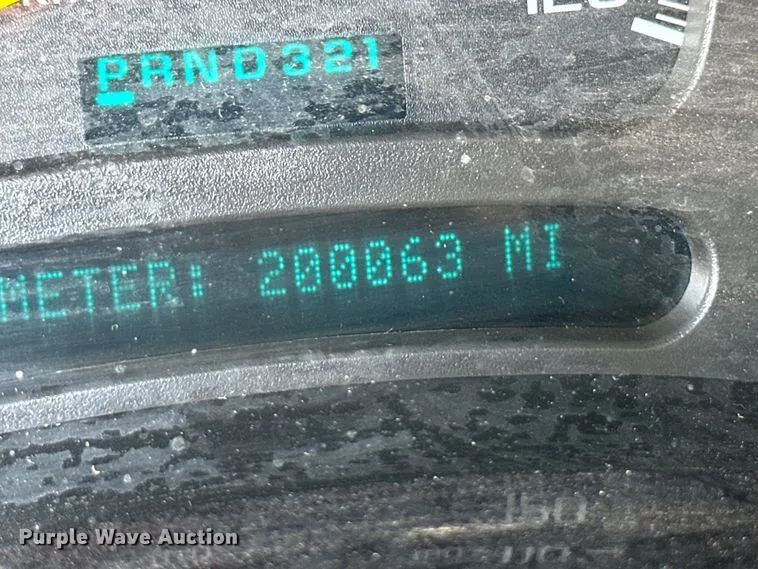 PRND321
METER: 200063 MI
Purple Wave Auction